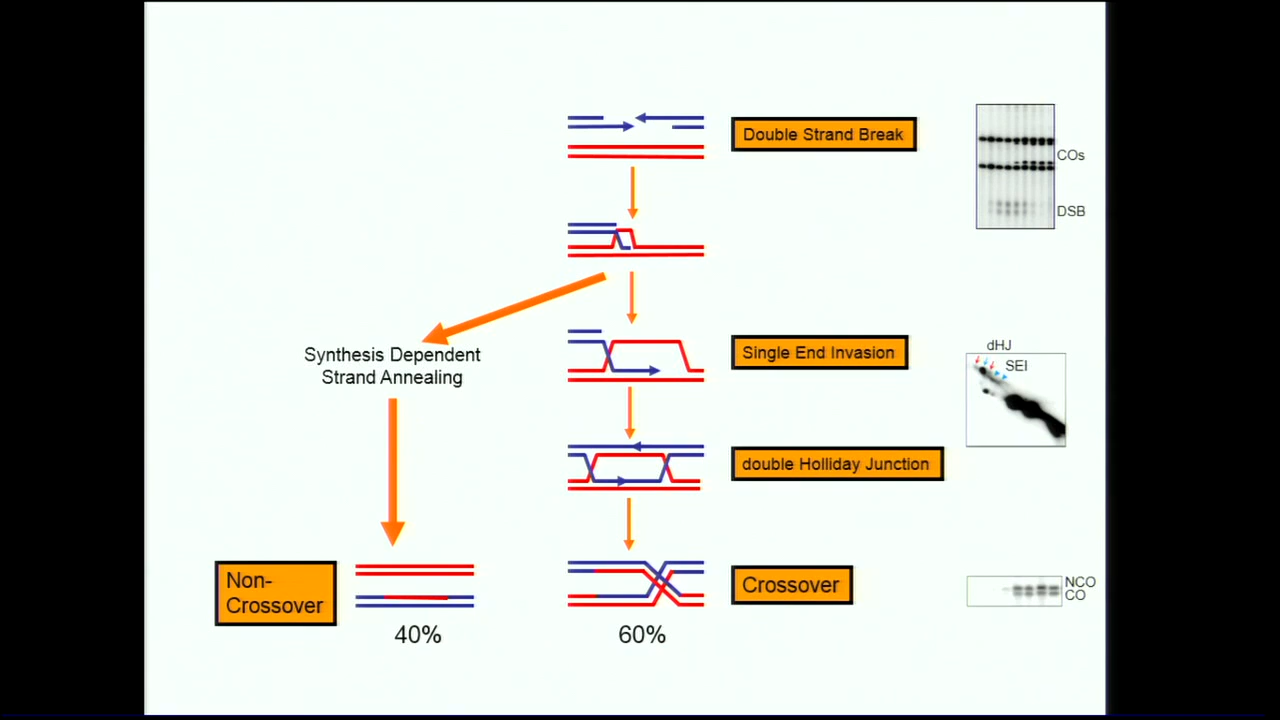 Double Strand Break
COs
DSB
Synthesis Dependent
Strand Annealing
Single End Invasion
dHJ
SEI
double Holliday Junction
Non-
Crossover
40%
60%
Crossover
NCO
CO